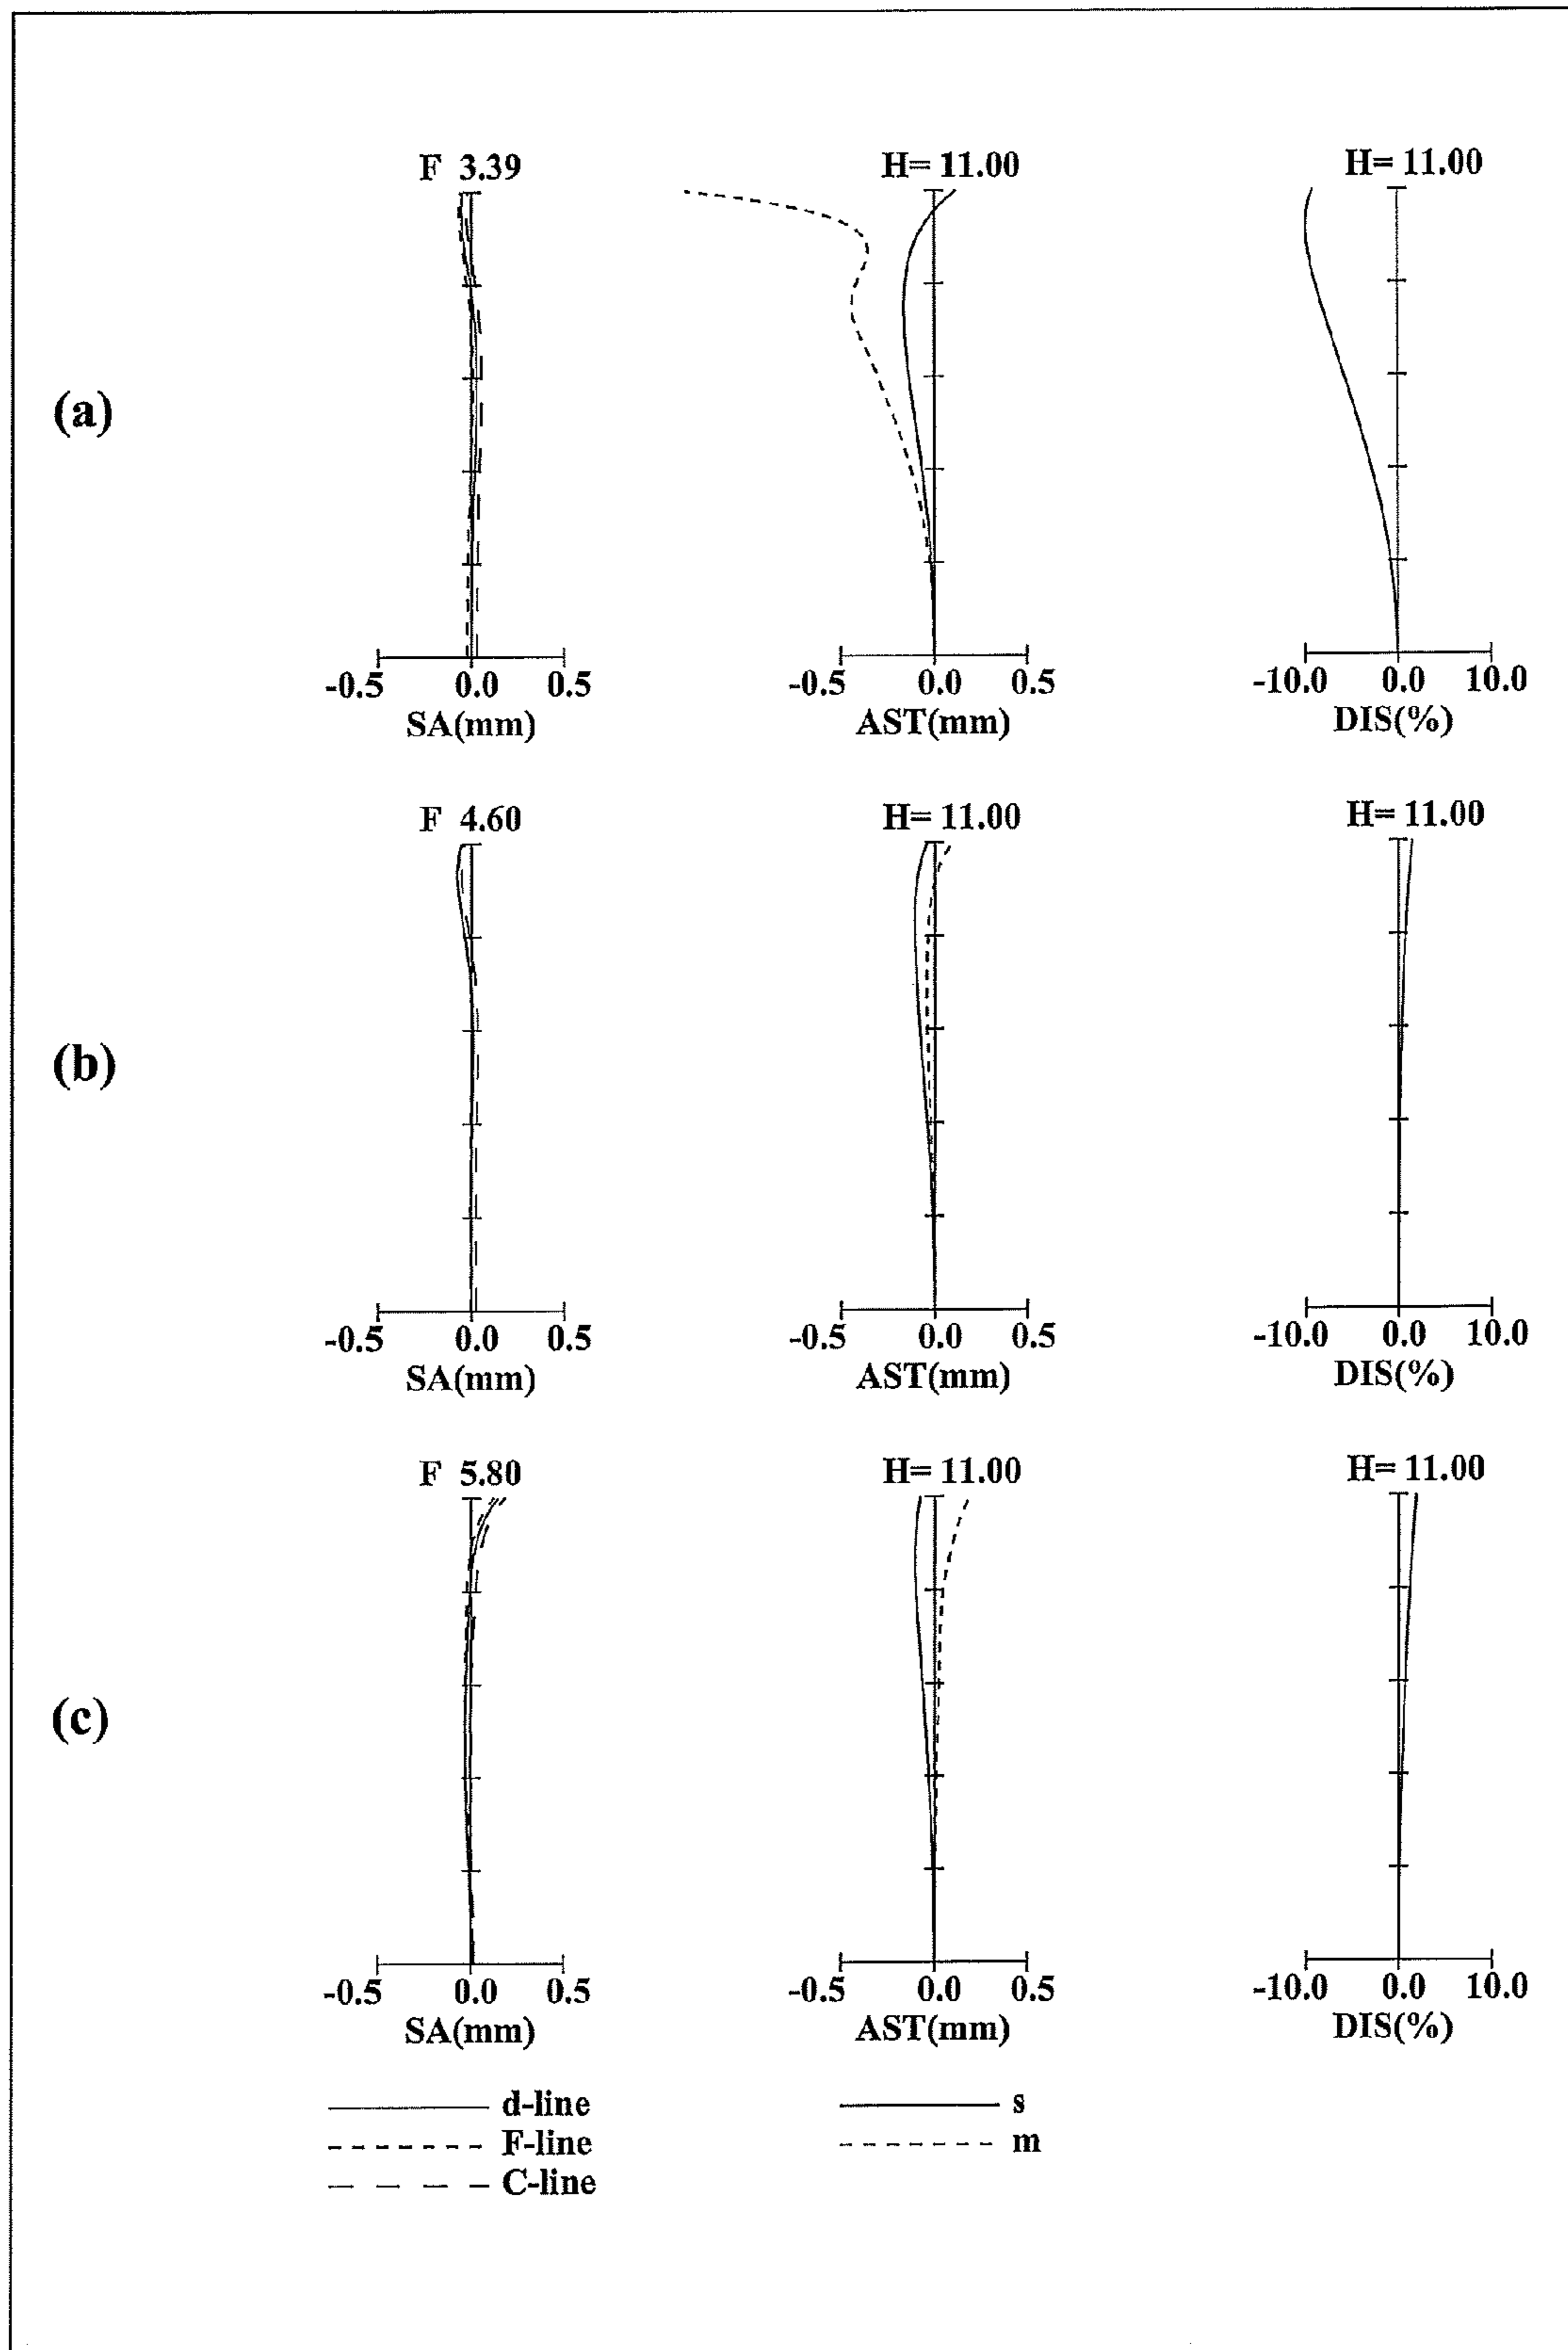 (a)
F 3.39
H= 11.00
H= 11.00
-0.5 0.0 0.5
SA(mm)
-0.5 0.0 0.5
AST(mm)
-10.0 0.0 10.0
DIS(%)
(b)
F 4.60
H= 11.00
H= 11.00
-0.5 0.0 0.5
SA(mm)
-0.5 0.0 0.5
AST(mm)
-10.0 0.0 10.0
DIS(%)
(c)
F 5.80
H= 11.00
H= 11.00
-0.5 0.0 0.5
SA(mm)
-0.5 0.0 0.5
AST(mm)
-10.0 0.0 10.0
DIS(%)
d-line
F-line
C-line
s
m